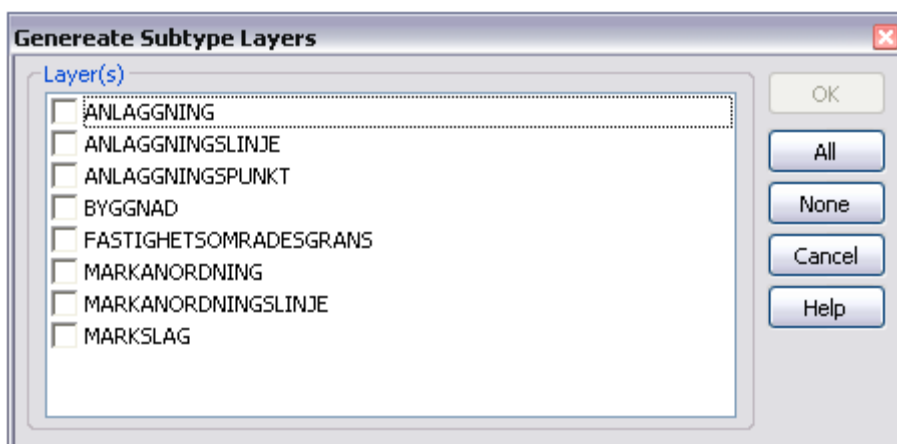 Genereate Subtype Layers
Layer(s)
ANLAGGNING
ANLAGGNINGSLINJE
ANLAGGNINGSPUNKT
BYGGNAD
FASTIGHETSOMRADESGRANS
MARKANORDNING
MARKANORDNINGSLINJE
MARKSLAG
OK
All
None
Cancel
Help